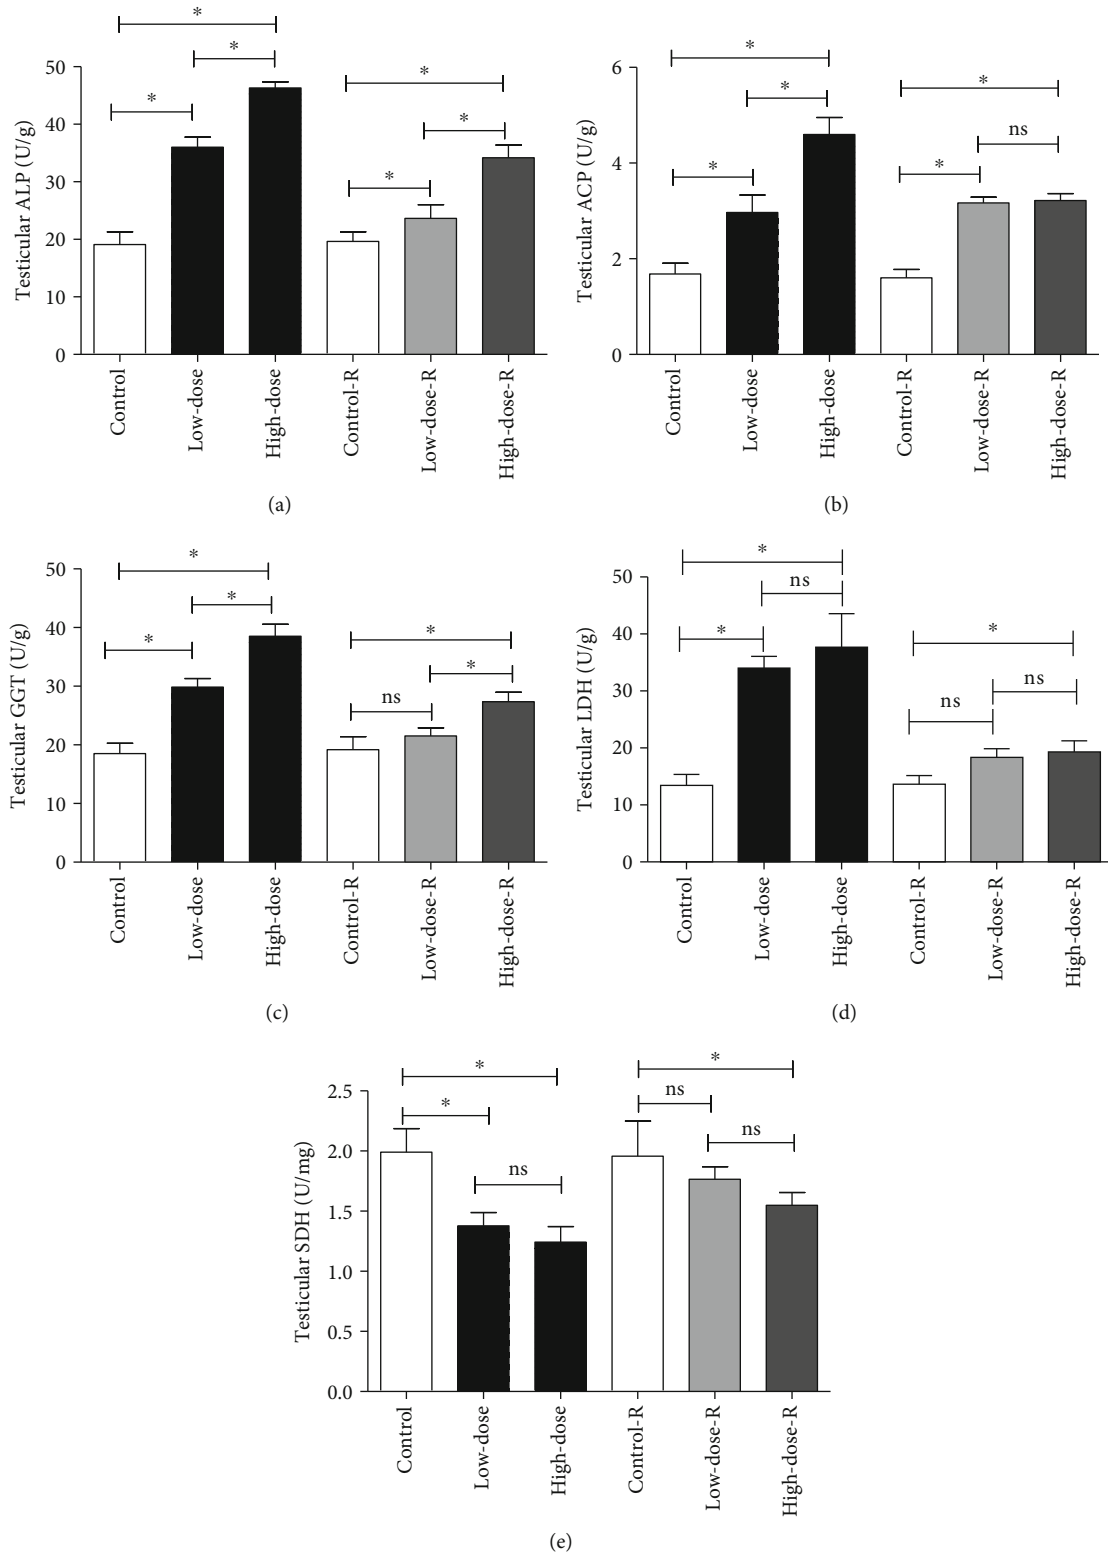 *
*
*
*
*
*
50
40
30
20
10
0
Testicular ALP (U/g)
Control
Low-dose
High-dose
Control-R
Low-dose-R
High-dose-R
(a)
*
*
*
*
ns
*
6
4
2
0
Testicular ACP (U/g)
Control
Low-dose
High-dose
Control-R
Low-dose-R
High-dose-R
(b)
*
*
*
*
*
ns
50
40
30
20
10
0
Testicular GGT (U/g)
Control
Low-dose
High-dose
Control-R
Low-dose-R
High-dose-R
(c)
*
ns
*
*
ns
ns
50
40
30
20
10
0
Testicular LDH (U/g)
Control
Low-dose
High-dose
Control-R
Low-dose-R
High-dose-R
(d)
*
*
ns
*
ns
ns
2.5
2.0
1.5
1.0
0.5
0.0
Testicular SDH (U/mg)
Control
Low-dose
High-dose
Control-R
Low-dose-R
High-dose-R
(e)